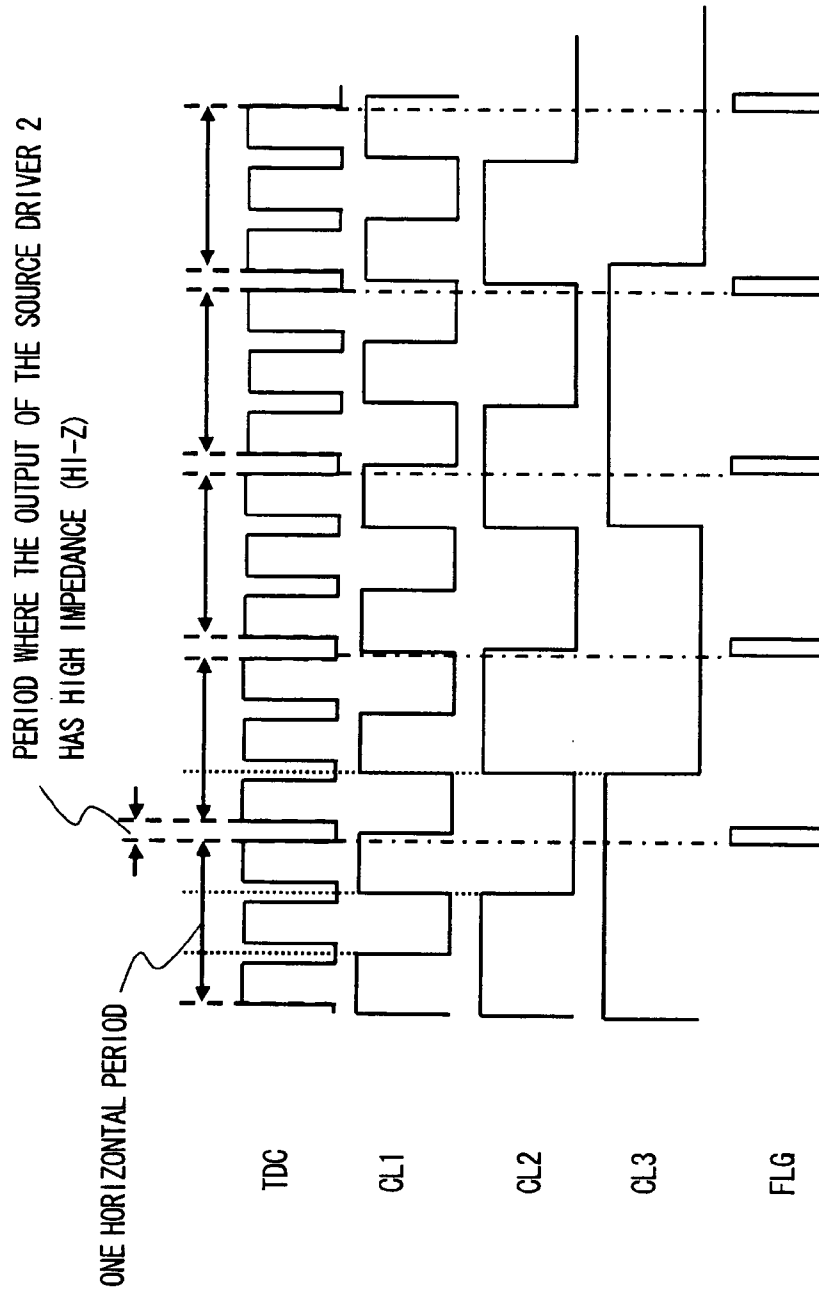 PERIOD WHERE THE OUTPUT OF THE SOURCE DRIVER 2
HAS HIGH IMPEDANCE (HI-Z)
ONE HORIZONTAL PERIOD
TDC
CL1
CL2
CL3
FLG